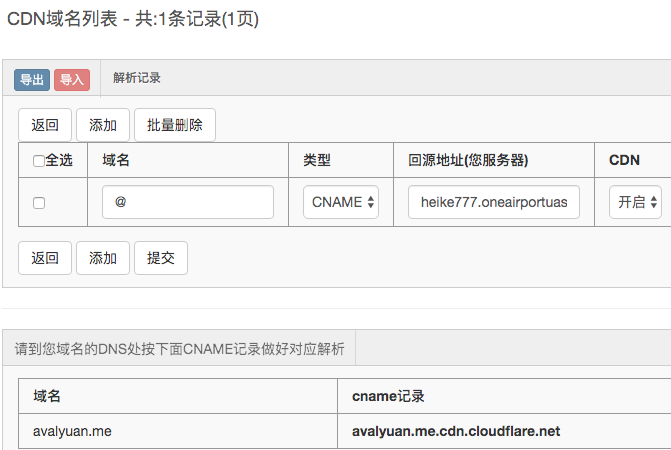 CDN域名列表 - 共:1条记录(1页)
导出 导入 解析记录
返回 添加 批量删除
全选 域名 类型 回源地址(您服务器) CDN
@ CNAME heike777.oneairportuas 开启
返回 添加 提交
请到您域名的DNS处按下面CNAME记录做好对应解析
域名 cname记录
avalyuan.me avalyuan.me.cdn.cloudflare.net